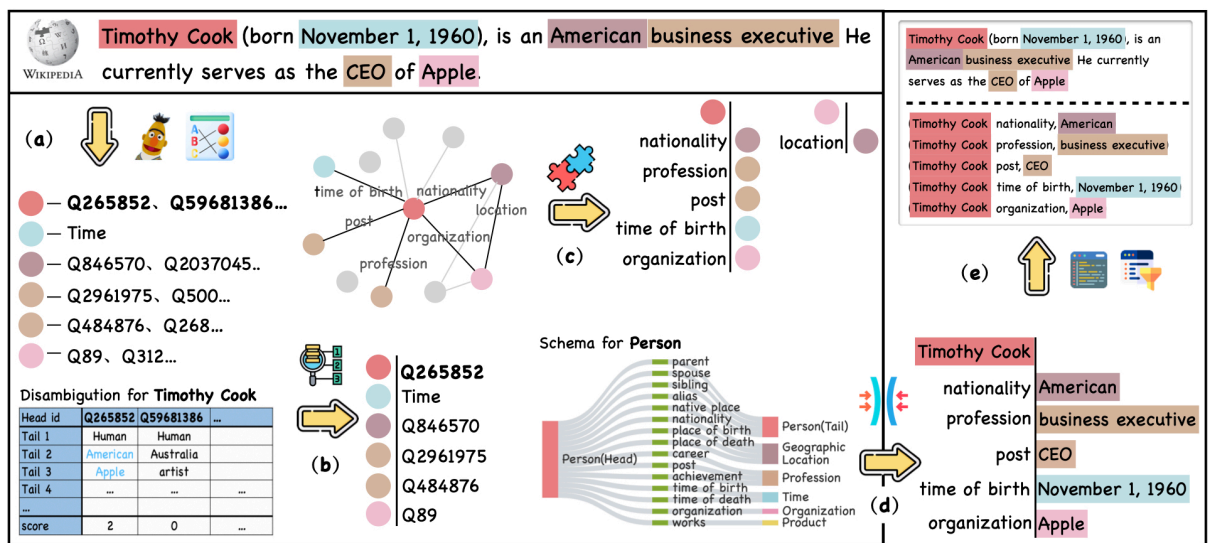 WIKIPEDIA
Timothy Cook (born November 1, 1960), is an American business executive He
currently serves as the CEO of Apple.
(a)
A
B
C
Q265852、Q59681386...
Time
Q846570、Q2037045..
Q2961975、Q500...
Q484876、Q268...
Q89、Q312...
Disambigution for Timothy Cook
Head id Q265852 Q59681386 ...
Tail 1 Human Human
Tail 2 American Australia
Tail 3 Apple artist
Tail 4 ... ... ...
...
score 2 0 ...
time of birth
nationality
post
location
organization
profession
1
2
3
(b)
Q265852
Time
Q846570
Q2961975
Q484876
Q89
(c)
nationality
profession
post
time of birth
organization
location
Schema for Person
Person(Head)
parent
spouse
sibling
alias
native place
nationality
place of birth
place of death
career
post
achievement
time of birth
time of death
organization
works
Person(Tail)
Geographic
Location
Profession
Time
Organization
Product
(d)
Timothy Cook
nationality American
profession business executive
post CEO
time of birth November 1, 1960
organization Apple
(e)
Timothy Cook (born November 1, 1960), is an
American business executive He currently
serves as the CEO of Apple
(Timothy Cook nationality, American)
(Timothy Cook profession, business executive)
(Timothy Cook post, CEO)
(Timothy Cook time of birth, November 1, 1960)
(Timothy Cook organization, Apple)